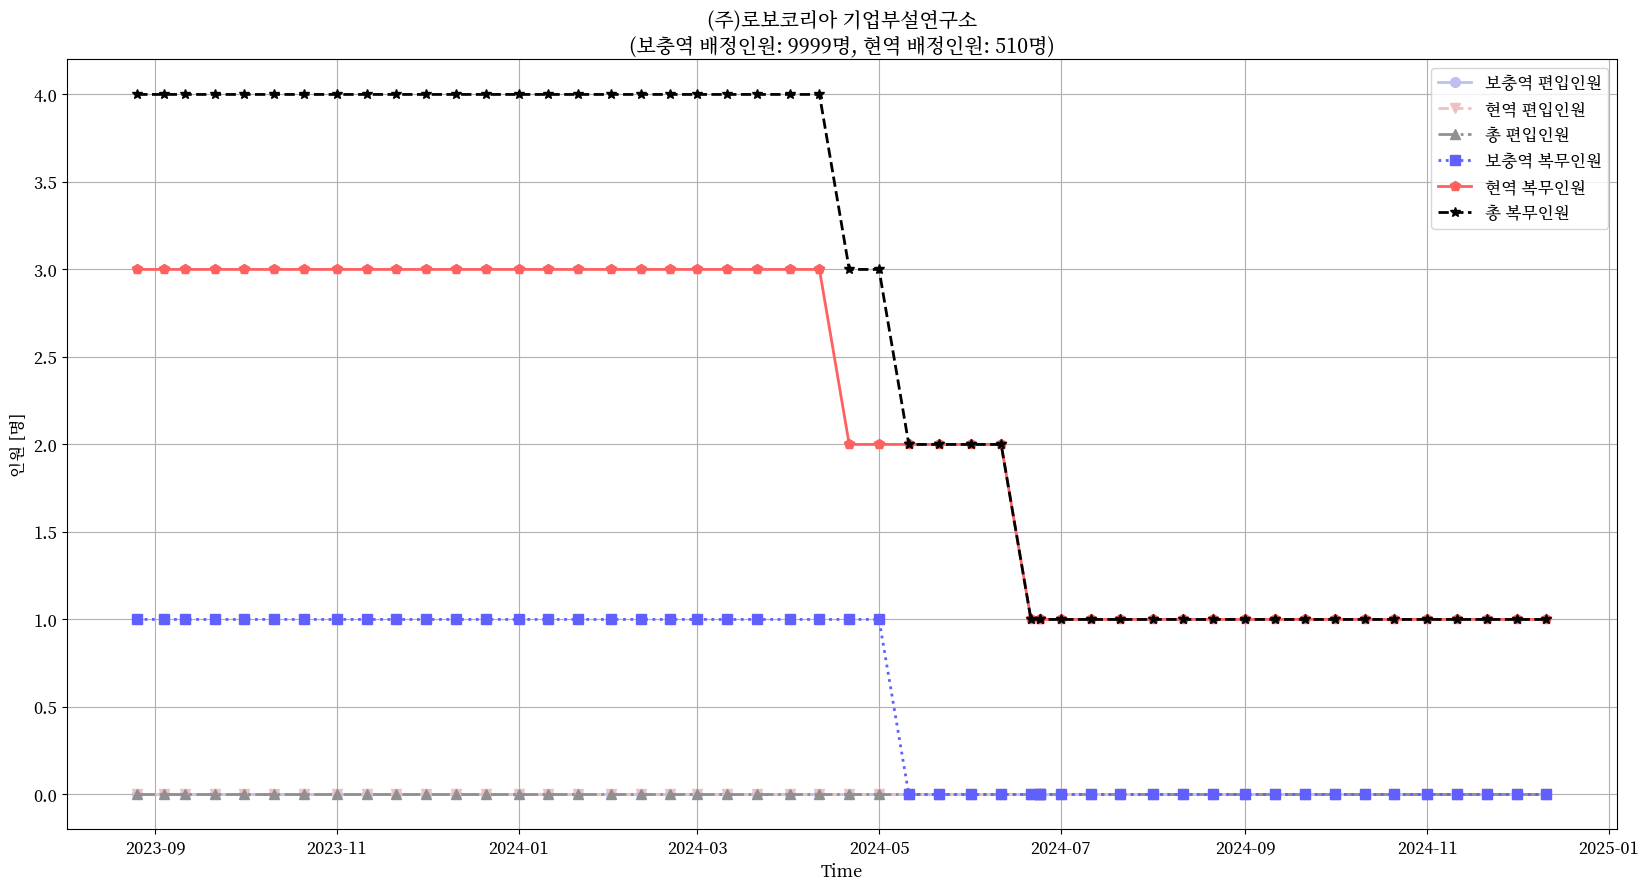 (주)로보코리아 기업부설연구소
(보충역 배정인원: 9999명, 현역 배정인원: 510명)
보충역 편입인원
현역 편입인원
총 편입인원
보충역 복무인원
현역 복무인원
총 복무인원
인원 [명]
4.0
3.5
3.0
2.5
2.0
1.5
1.0
0.5
0.0
2023-09 2023-11 2024-01 2024-03 2024-05 2024-07 2024-09 2024-11 2025-01
Time